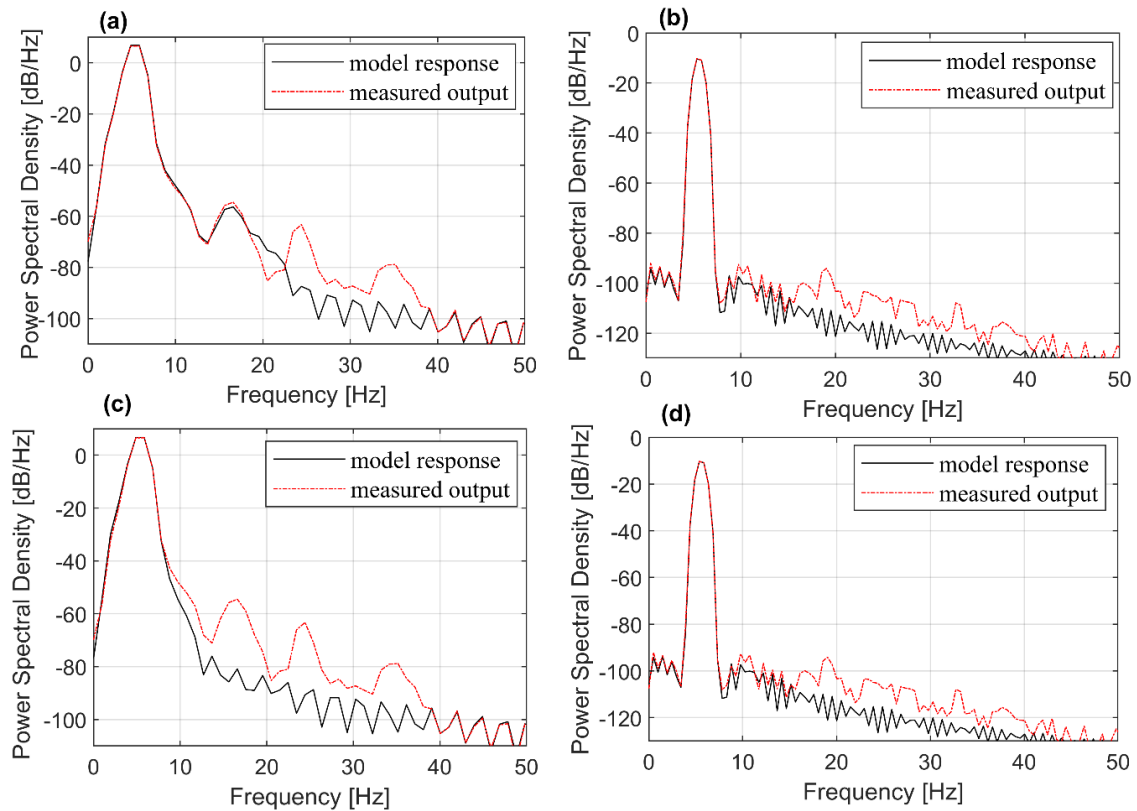 (a)
Power Spectral Density [dB/Hz]
0
-20
-40
-60
-80
-100
model response
measured output
0 10 20 30 40 50
Frequency [Hz]
(b)
Power Spectral Density [dB/Hz]
0
-20
-40
-60
-80
-100
-120
model response
measured output
0 10 20 30 40 50
Frequency [Hz]
(c)
Power Spectral Density [dB/Hz]
0
-20
-40
-60
-80
-100
model response
measured output
0 10 20 30 40 50
Frequency [Hz]
(d)
Power Spectral Density [dB/Hz]
0
-20
-40
-60
-80
-100
-120
model response
measured output
0 10 20 30 40 50
Frequency [Hz]